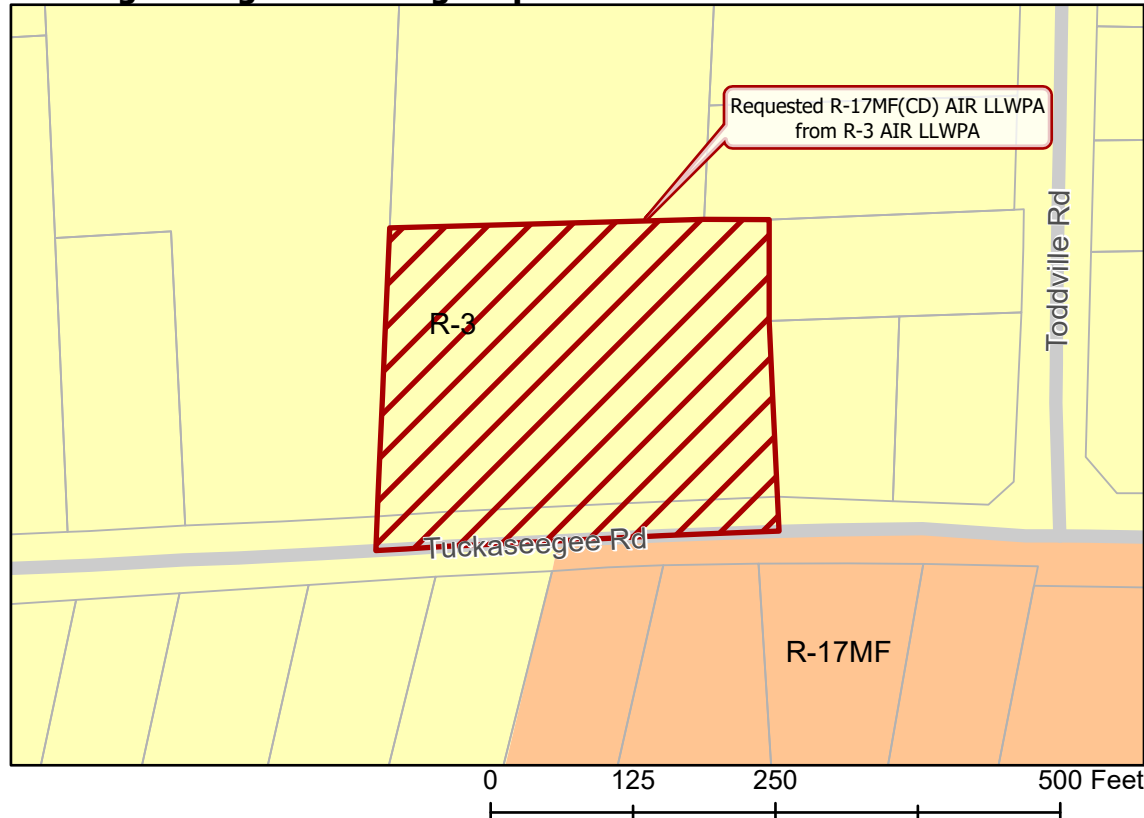 Requested R-17MF(CD) AIR LLWPA
from R-3 AIR LLWPA
Toddville Rd
R-3
Tuckaseegee Rd
R-17MF
0 125 250 500 Feet